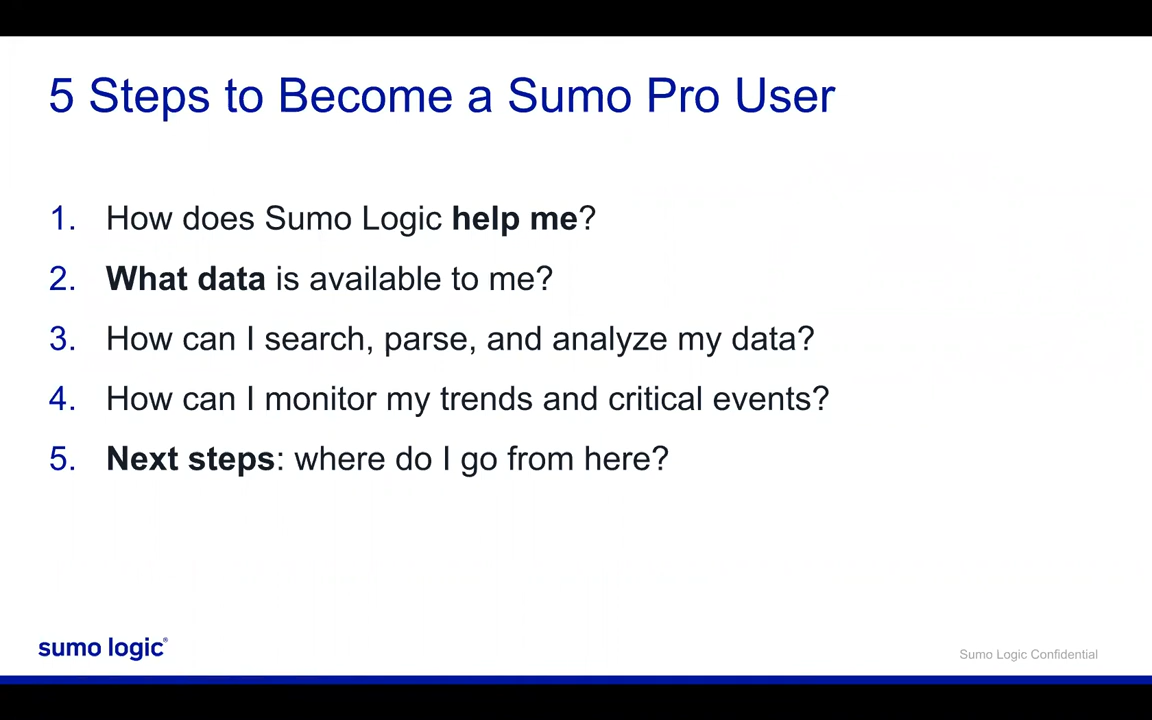 5 Steps to Become a Sumo Pro User
1. How does Sumo Logic help me?
2. What data is available to me?
3. How can I search, parse, and analyze my data?
4. How can I monitor my trends and critical events?
5. Next steps: where do I go from here?
sumo logic®
Sumo Logic Confidential